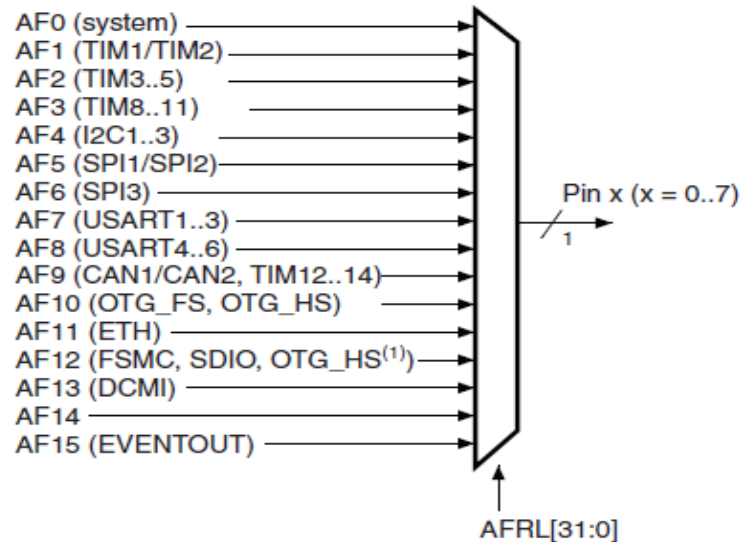 AF0 (system)
AF1 (TIM1/TIM2)
AF2 (TIM3..5)
AF3 (TIM8..11)
AF4 (I2C1..3)
AF5 (SPI1/SPI2)
AF6 (SPI3)
Pin x (x = 0..7)
AF7 (USART1..3)
1
AF8 (USART4..6)
AF9 (CAN1/CAN2, TIM12..14)
AF10 (OTG_FS, OTG_HS)
AF11 (ETH)
AF12 (FSMC, SDIO, OTG_HS(1))
AF13 (DCMI)
AF14
AF15 (EVENTOUT)
AFRL[31:0]